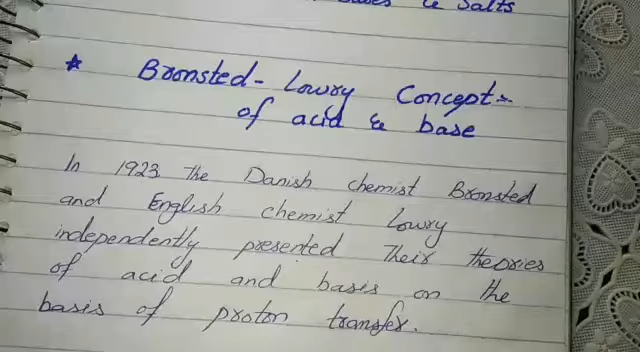 & Salts
* Bronsted - Lowry Concept:-
of acid & base
In 1923 the Danish chemist Bronsted
and English chemist Lowry
independently presented their theories
of acid and basis on the
basis of proton transfer.